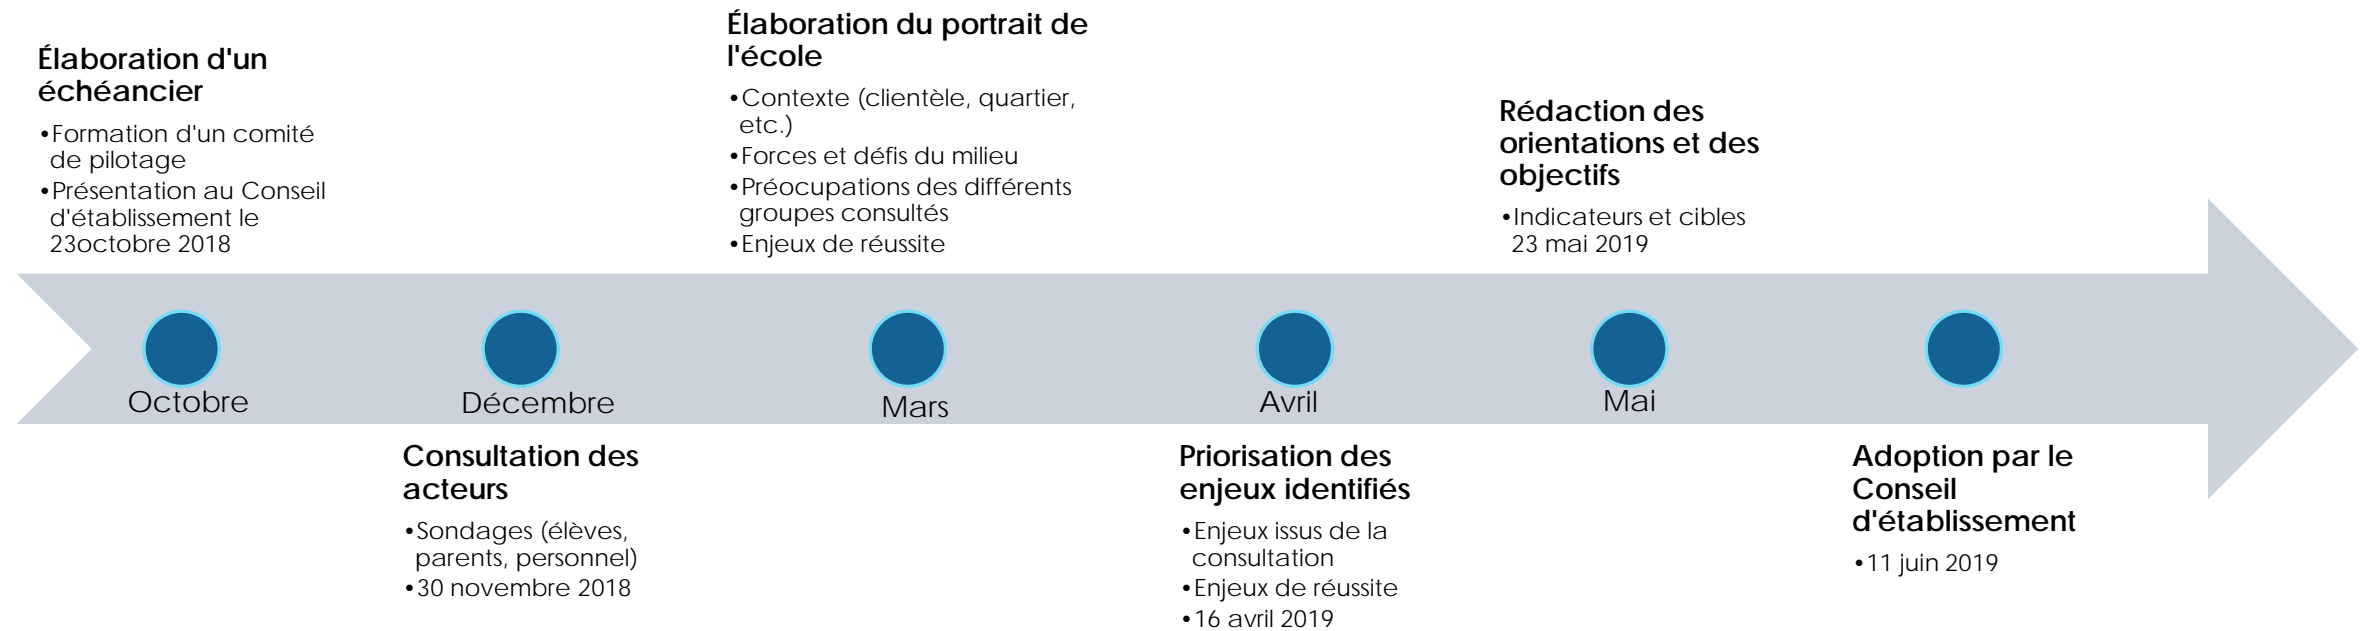 Élaboration d'un
échéancier
•Formation d'un comité
de pilotage
•Présentation au Conseil
d'établissement le
23octobre 2018
Octobre
Décembre
Consultation des
acteurs
•Sondages (élèves,
parents, personnel)
•30 novembre 2018
Élaboration du portrait de
l'école
•Contexte (clientèle, quartier,
etc.)
•Forces et défis du milieu
•Préoccupations des différents
groupes consultés
•Enjeux de réussite
Mars
Avril
Priorisation des
enjeux identifiés
•Enjeux issus de la
consultation
•Enjeux de réussite
•16 avril 2019
Rédaction des
orientations et des
objectifs
•Indicateurs et cibles
23 mai 2019
Mai
Adoption par le
Conseil
d'établissement
•11 juin 2019